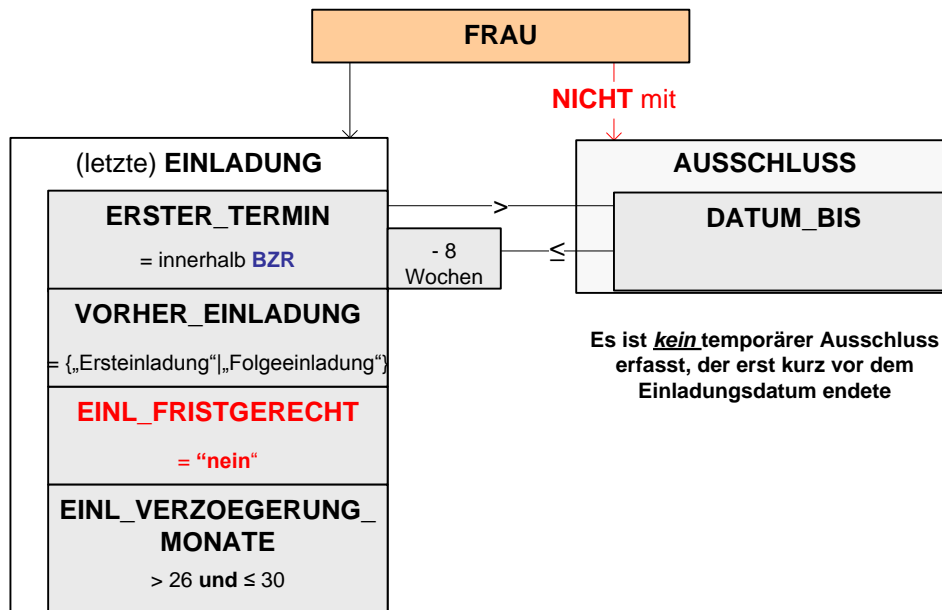 FRAU
NICHT mit
(letzte) EINLADUNG
ERSTER_TERMIN
= innerhalb BZR
>
- 8
Wochen
≤
AUSSCHLUSS
DATUM_BIS
VORHER_EINLADUNG
= {„Ersteinladung“|„Folgeeinladung“}
Es ist kein temporärer Ausschluss
erfasst, der erst kurz vor dem
Einladungsdatum endete
EINL_FRISTGERECHT
= “nein“
EINL_VERZOEGERUNG_
MONATE
> 26 und ≤ 30